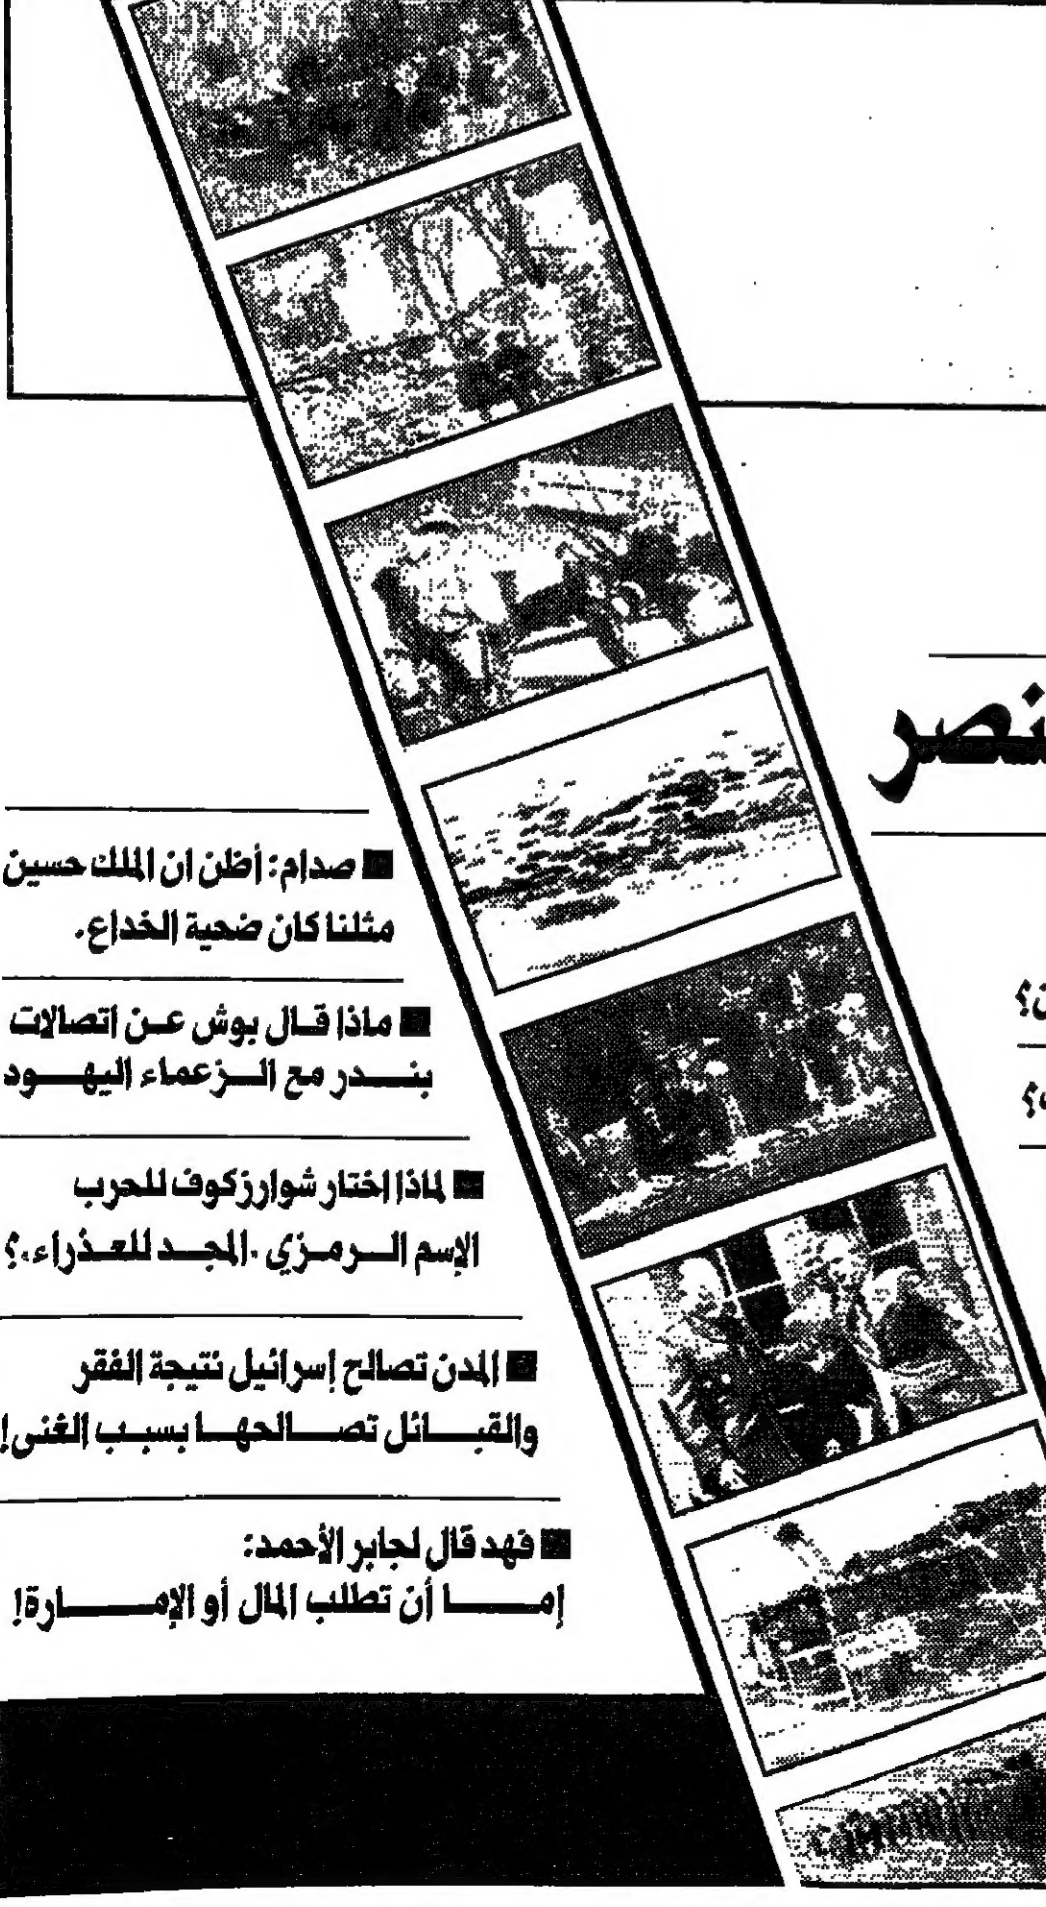 نصر
■ صدام: أظن ان الملك حسين
مثلنا كان ضحية الخداع.
■ ماذا قال بوش عن اتصالات
بندر مع الزعماء اليهود
■ لماذا اختار شوارزكوف للحرب
الإسم الرمزي «المجد للعذراء»؟
■ المدن تصالح إسرائيل نتيجة الفقر
والقبائل تصالحها بسبب الغنى!
■ فهد قال لجابر الأحمد:
إما أن تطلب المال أو الإمارة!